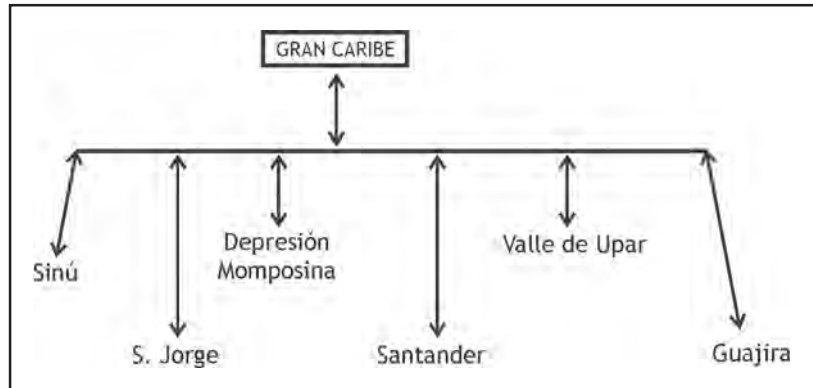 GRAN CARIBE
Sinú
Depresión
Momposina
Valle de Upar
S. Jorge
Santander
Guajira